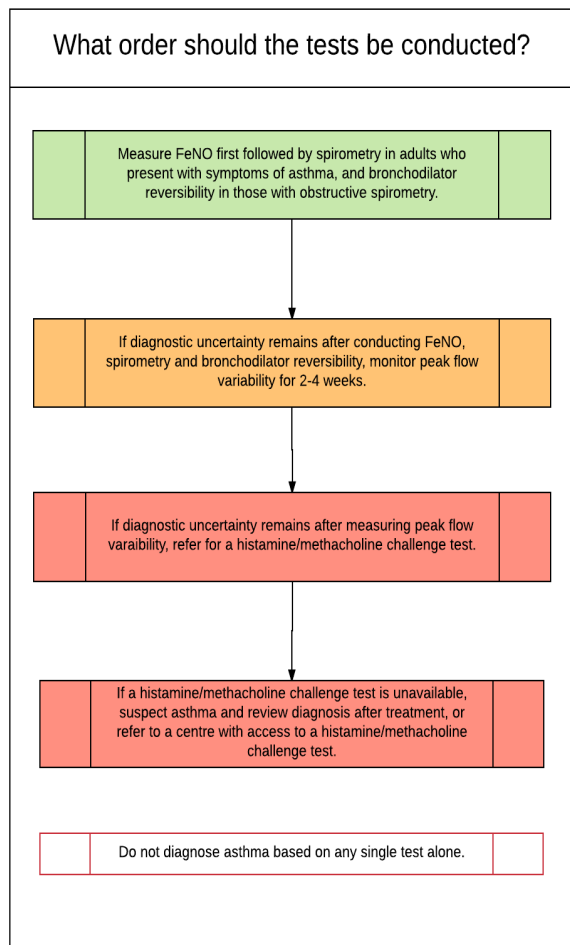 What order should the tests be conducted?
Measure FeNO first followed by spirometry in adults who
present with symptoms of asthma, and bronchodilator
reversibility in those with obstructive spirometry.
If diagnostic uncertainty remains after conducting FeNO,
spirometry and bronchodilator reversibility, monitor peak flow
variability for 2-4 weeks.
If diagnostic uncertainty remains after measuring peak flow
varaibility, refer for a histamine/methacholine challenge test.
If a histamine/methacholine challenge test is unavailable,
suspect asthma and review diagnosis after treatment, or
refer to a centre with access to a histamine/methacholine
challenge test.
Do not diagnose asthma based on any single test alone.